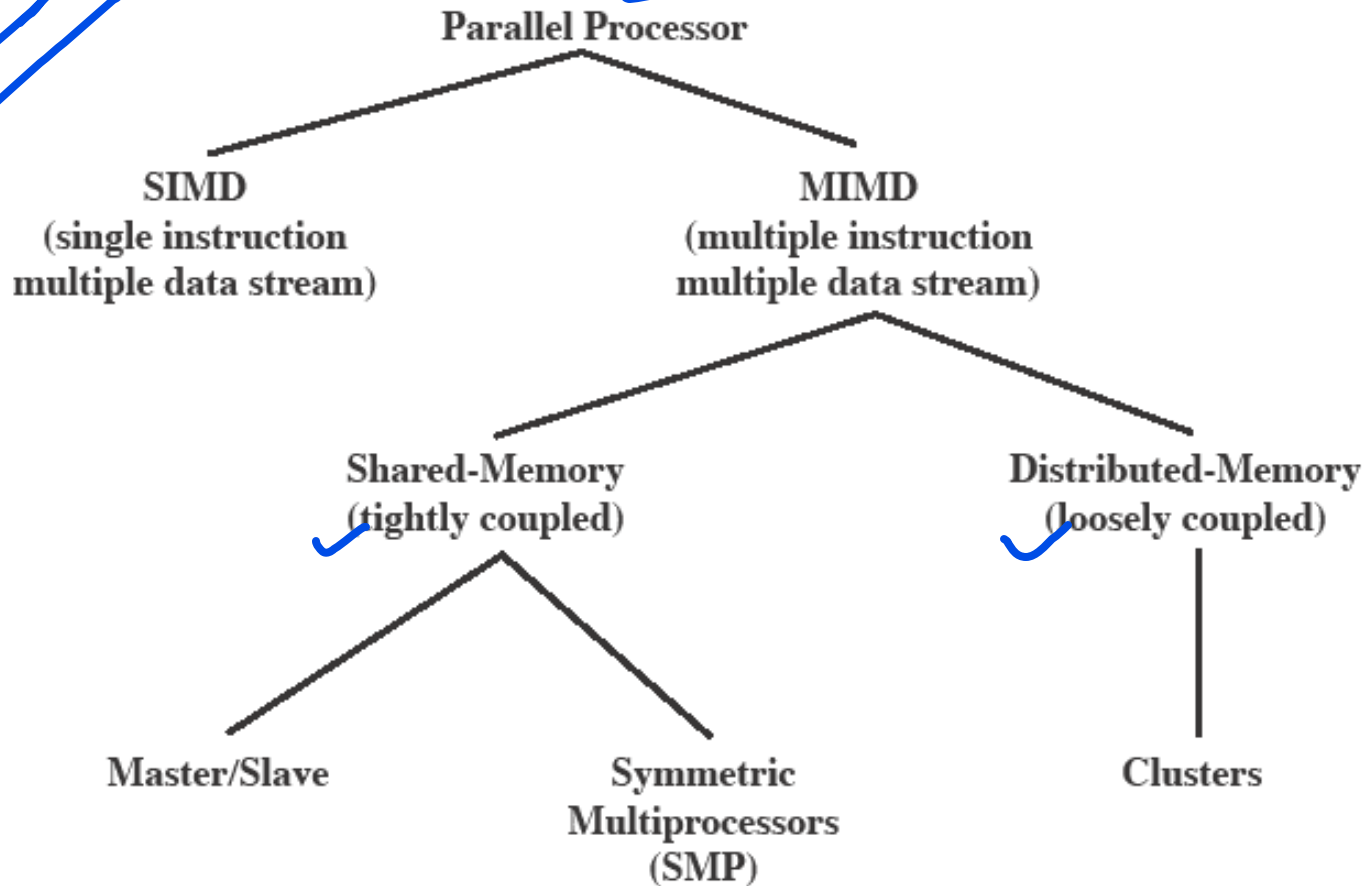 Parallel Processor
SIMD
(single instruction
multiple data stream)
MIMD
(multiple instruction
multiple data stream)
Shared-Memory
(tightly coupled)
Distributed-Memory
(loosely coupled)
Master/Slave
Symmetric
Multiprocessors
(SMP)
Clusters